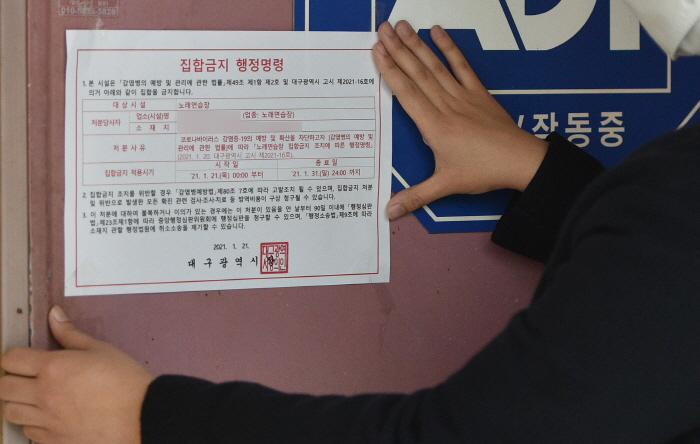 집합금지 행정명령
1. 본 시설은 「감염병의 예방 및 관리에 관한 법률」제49조 제1항 제2호 및 대구광역시 고시 제2021-16호에
의거 아래와 같이 집합을 금지합니다.
대 상 시 설 노래연습장
처분당사자 업소(시설)명 (업종: 노래연습장)
소 재 지
처 분 사 유 코로나바이러스 감염증-19의 예방 및 확산을 차단하고자 「감염병의 예방 및
관리에 관한 법률」에 따라 「노래연습장 집합금지 조치에 따른 행정명령」
(2021. 1. 20. 대구광역시 고시 제2021-16호).
집합금지 적용시기 시 작 일 종 료 일
'21. 1. 21.(목) 00:00 부터 '21. 1. 31.(일) 24:00 까지
2. 집합금지 조치를 위반할 경우 「감염병예방법」제80조 7호에 따라 고발조치 될 수 있으며, 집합금지 처분
및 위반으로 발생한 모든 확진 관련 검사·조사·치료 등 방역비용이 구상 청구될 수 있습니다.
3. 이 처분에 대하여 불복하거나 이의가 있는 경우에는 이 처분이 있음을 안 날부터 90일 이내에 「행정심판
법」제23조제1항에 따라 중앙행정심판위원회에 행정심판을 청구할 수 있으며, 「행정소송법」제9조에 따라
소재지 관할 행정법원에 취소소송을 제기할 수 있습니다.
2021. 1. 21.
대 구 광 역 시 장
AD
작동중